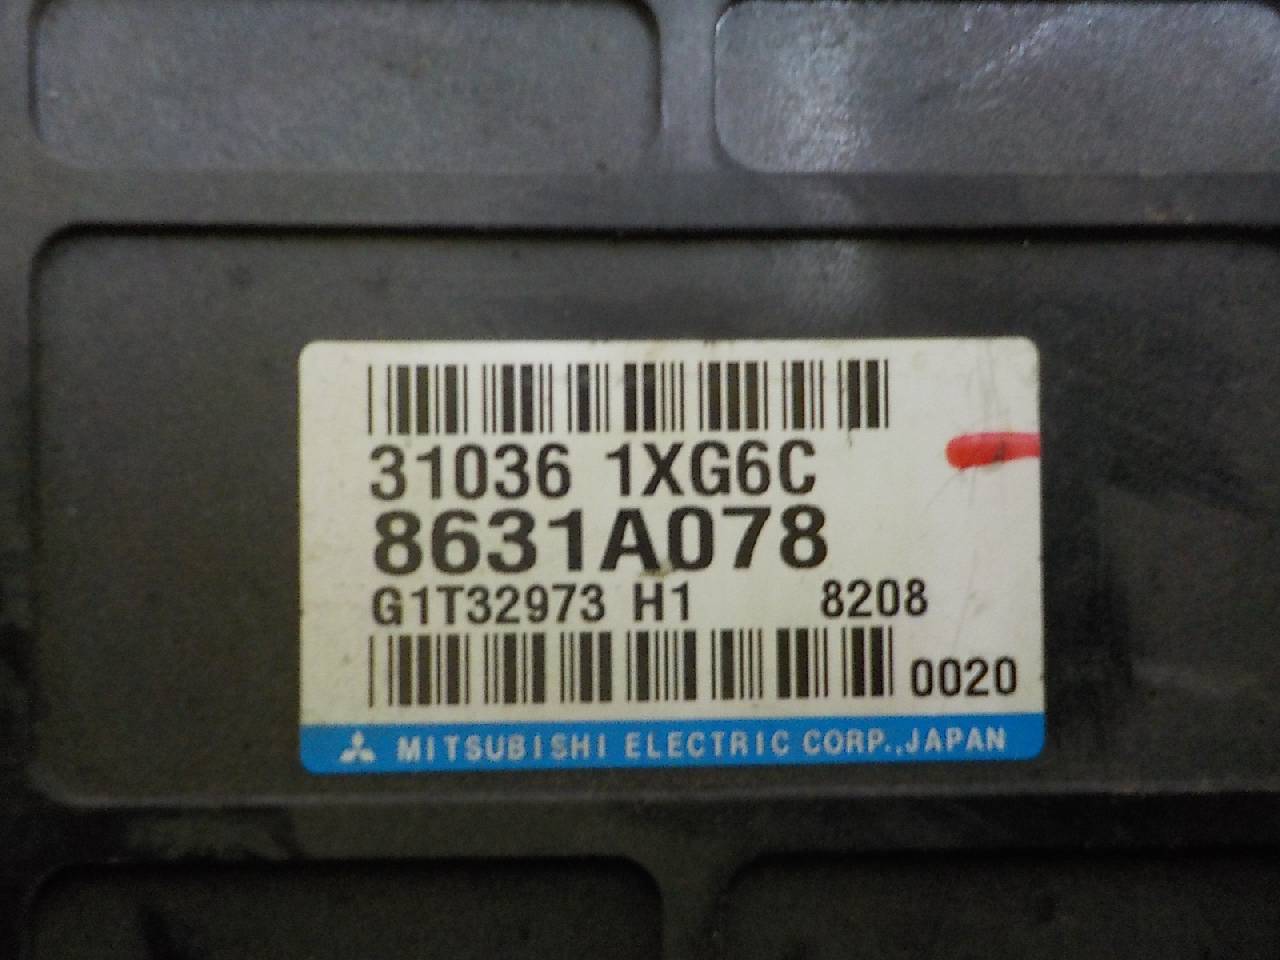 31036 1XG6C
8631A078
G1T32973 H1 8208
0020
MITSUBISHI ELECTRIC CORP.,JAPAN